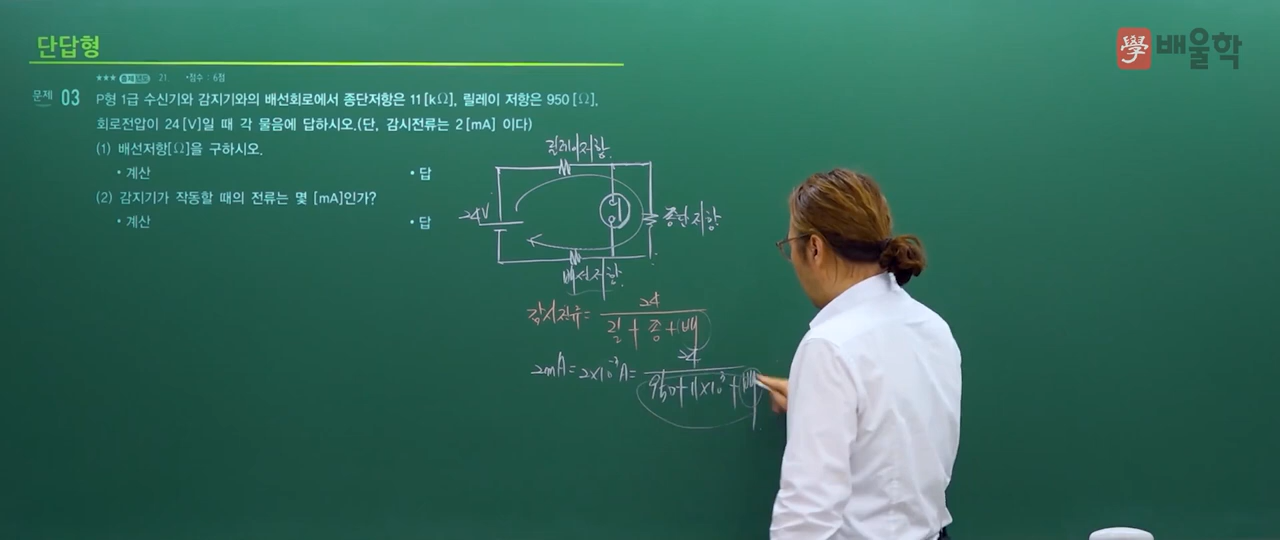 단답형
學 배울학
★★★ 출제년도 21. •점수 : 6점
문제 03 P형 1급 수신기와 감지기와의 배선회로에서 종단저항은 11[kΩ], 릴레이 저항은 950[Ω],
회로전압이 24[V]일 때 각 물음에 답하시오.(단, 감시전류는 2[mA] 이다)
(1) 배선저항[Ω]을 구하시오.
•계산 •답
(2) 감지기가 작동할 때의 전류는 몇 [mA]인가?
•계산 •답
릴레이저항
24V
종단저항
배선저항
감시전류 = 24
릴 + 종 + 배
2mA = 2×10⁻³A = 24
950+11×10³+배